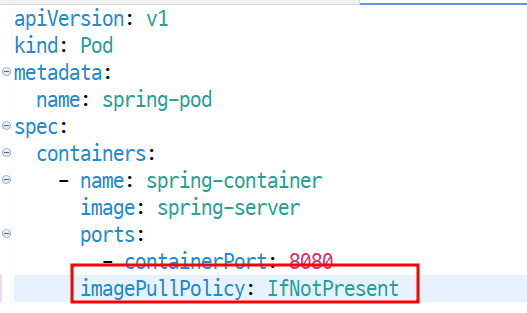 apiVersion: v1
kind: Pod
metadata:
  name: spring-pod
spec:
  containers:
    - name: spring-container
      image: spring-server
      ports:
        - containerPort: 8080
      imagePullPolicy: IfNotPresent